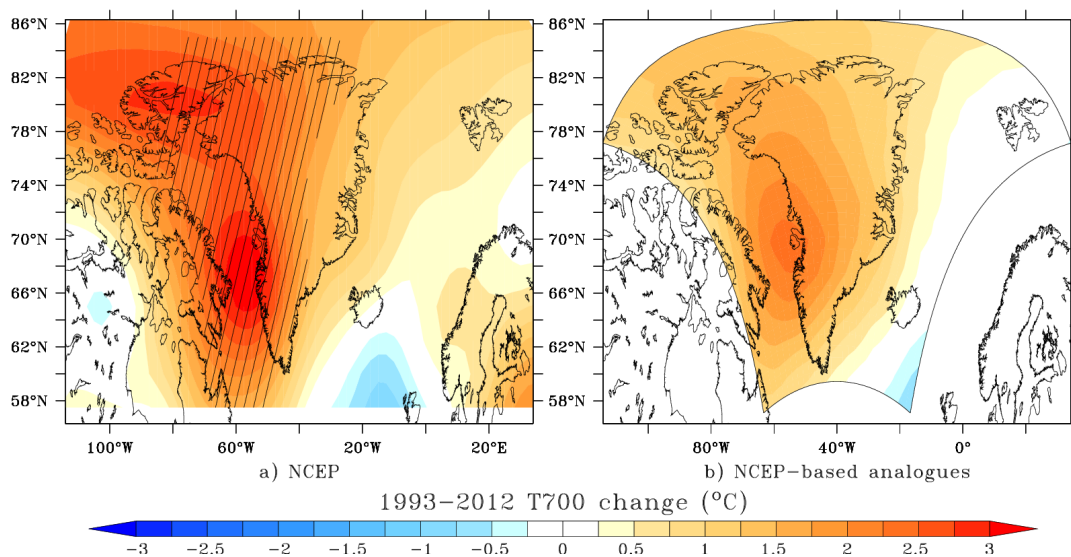 86°N
82°N
78°N
74°N
70°N
66°N
62°N
58°N
100°W
60°W
20°W
20°E
a) NCEP
86°N
82°N
78°N
74°N
70°N
66°N
62°N
58°N
80°W
40°W
0°
b) NCEP-based analogues
1993-2012 T700 change (°C)
-3 -2.5 -2 -1.5 -1 -0.5 0 0.5 1 1.5 2 2.5 3